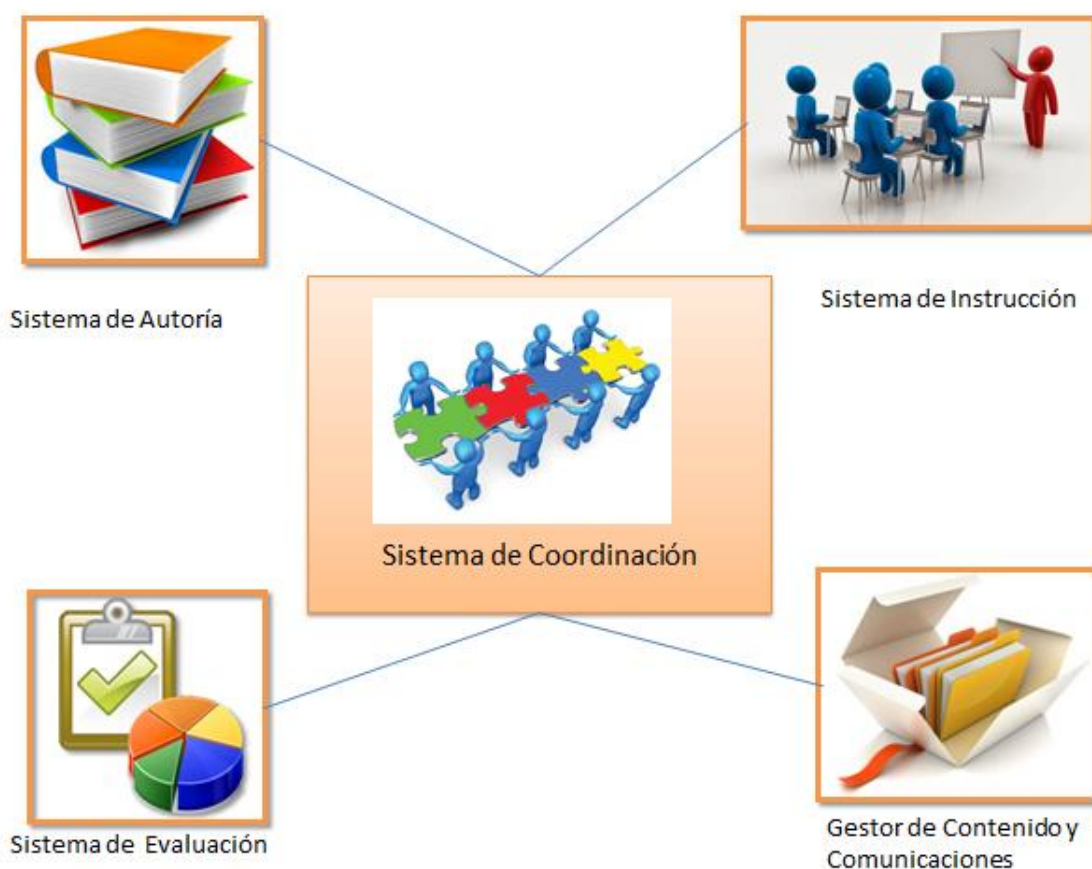 Sistema de Autoría
Sistema de Instrucción
Sistema de Coordinación
Sistema de Evaluación
Gestor de Contenido y
Comunicaciones